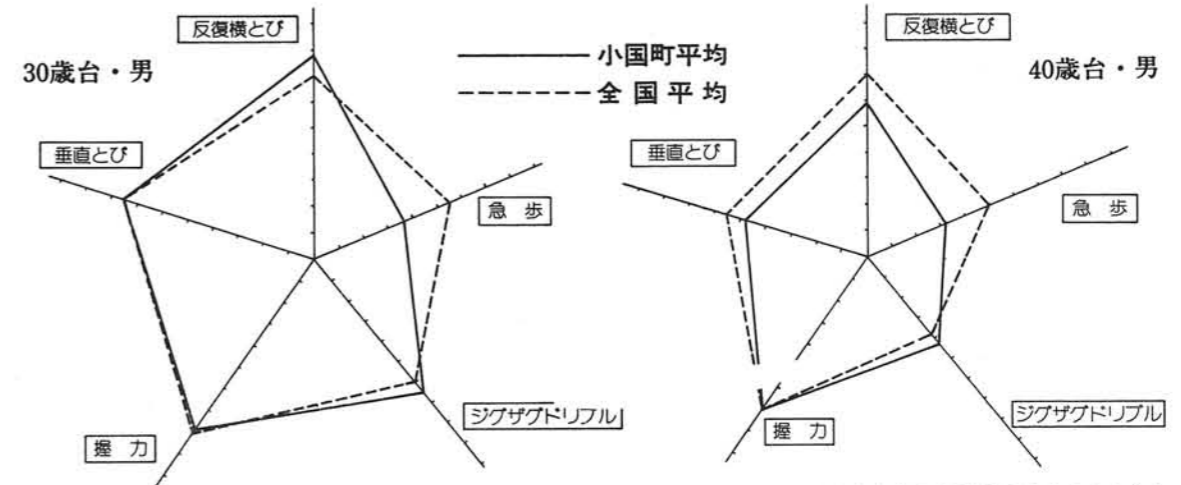 30歳台・男
反復横とび
垂直とび
急 歩
握 力
ジグザグドリブル
小国町平均
全 国 平 均
40歳台・男
反復横とび
垂直とび
急 歩
握 力
ジグザグドリブル